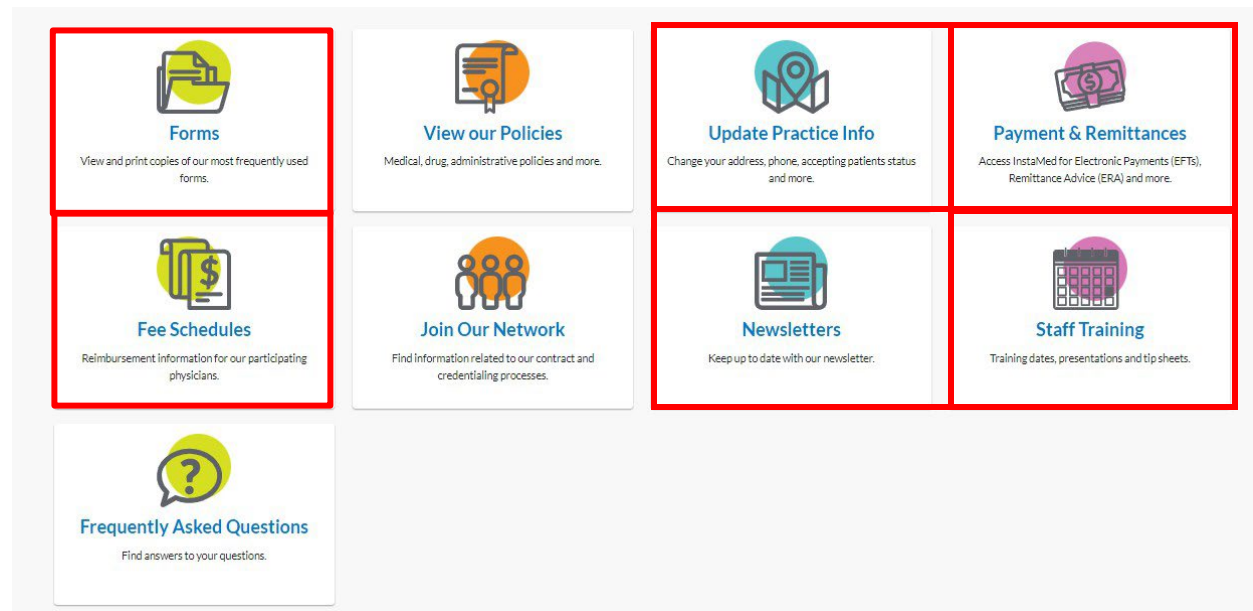 Forms
View and print copies of our most frequently used
forms.
View our Policies
Medical, drug, administrative policies and more.
Update Practice Info
Change your address, phone, accepting patients status
and more.
Payment & Remittances
Access InstaMed for Electronic Payments (EFTs),
Remittance Advice (ERA) and more.
$
Fee Schedules
Reimbursement information for our participating
physicians.
Join Our Network
Find information related to our contract and
credentialing processes.
Newsletters
Keep up to date with our newsletter.
Staff Training
Training dates, presentations and tip sheets.
?
Frequently Asked Questions
Find answers to your questions.